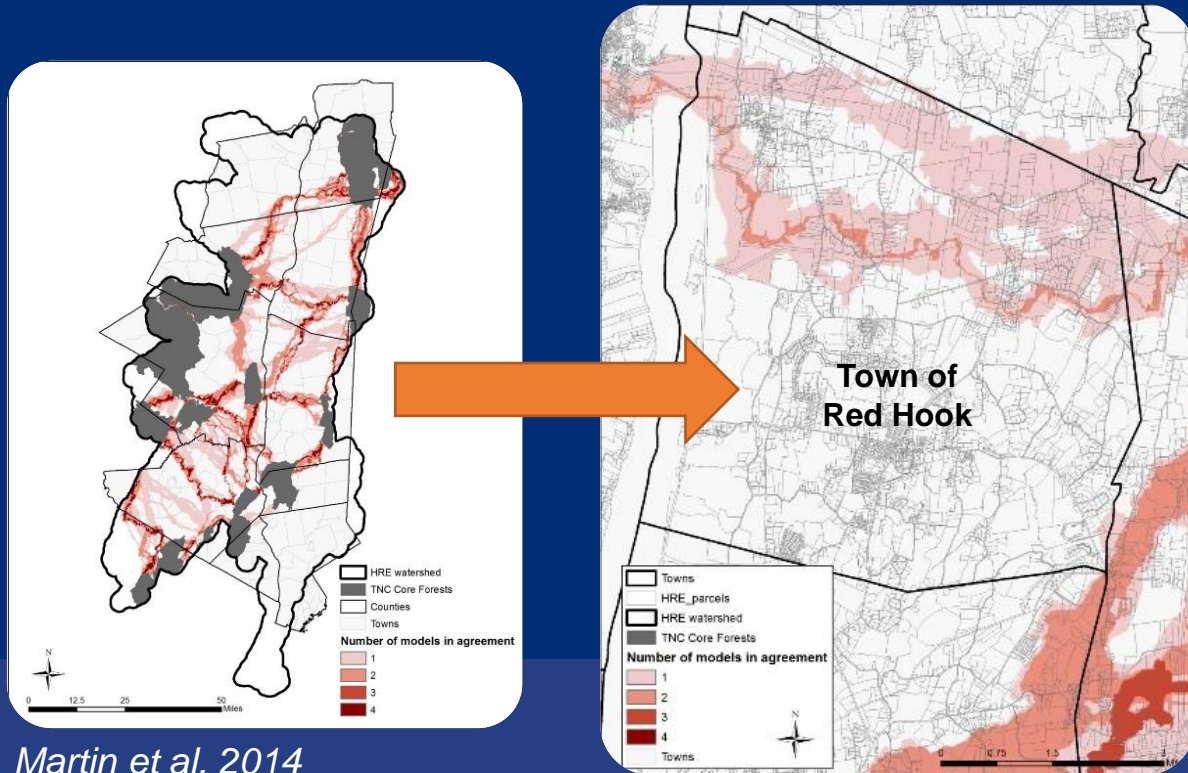 HRE watershed
TNC Core Forests
Counties
Towns
Number of models in agreement
1
2
3
4
N
0 12.5 25 50
Miles
Martin et al. 2014
Town of
Red Hook
Towns
HRE_parcels
HRE watershed
TNC Core Forests
Number of models in agreement
1
2
3
4
Towns
N
0 0.75 1.5 3